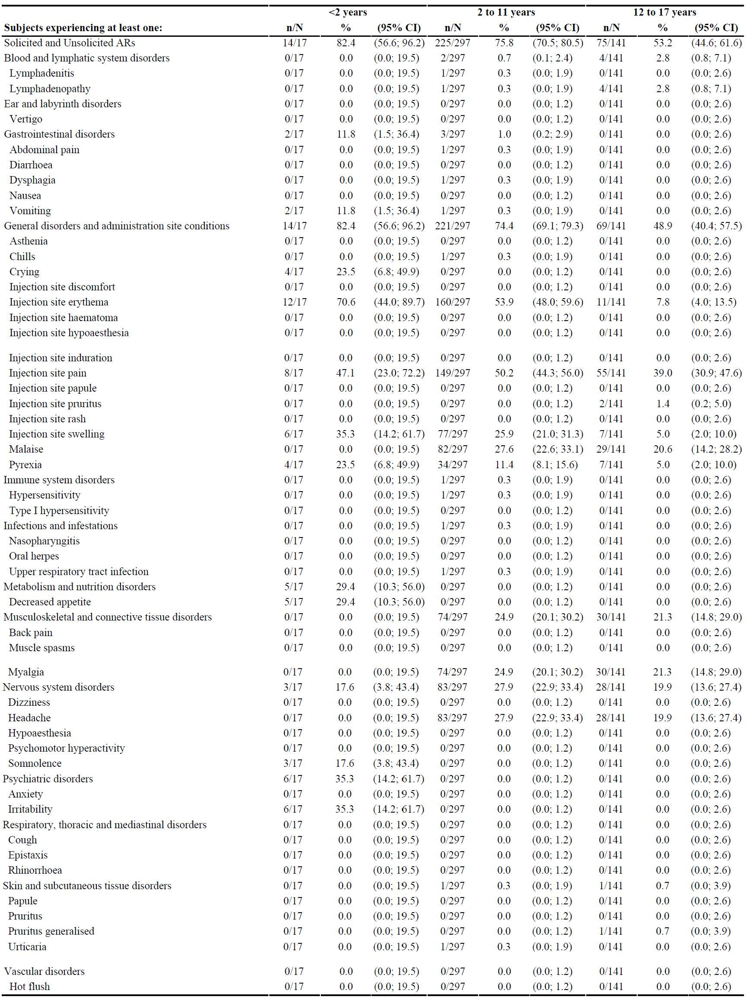 <2 years 2 to 11 years 12 to 17 years
Subjects experiencing at least one: n/N % (95% CI) n/N % (95% CI) n/N % (95% CI)
Solicited and Unsolicited ARs 14/17 82.4 (56.6; 96.2) 225/297 75.8 (70.5; 80.5) 75/141 53.2 (44.6; 61.6)
Blood and lymphatic system disorders 0/17 0.0 (0.0; 19.5) 2/297 0.7 (0.1; 2.4) 4/141 2.8 (0.8; 7.1)
Lymphadenitis 0/17 0.0 (0.0; 19.5) 1/297 0.3 (0.0; 1.9) 0/141 0.0 (0.0; 2.6)
Lymphadenopathy 0/17 0.0 (0.0; 19.5) 1/297 0.3 (0.0; 1.9) 4/141 2.8 (0.8; 7.1)
Ear and labyrinth disorders 0/17 0.0 (0.0; 19.5) 0/297 0.0 (0.0; 1.2) 0/141 0.0 (0.0; 2.6)
Vertigo 0/17 0.0 (0.0; 19.5) 0/297 0.0 (0.0; 1.2) 0/141 0.0 (0.0; 2.6)
Gastrointestinal disorders 2/17 11.8 (1.5; 36.4) 3/297 1.0 (0.2; 2.9) 0/141 0.0 (0.0; 2.6)
Abdominal pain 0/17 0.0 (0.0; 19.5) 1/297 0.3 (0.0; 1.9) 0/141 0.0 (0.0; 2.6)
Diarrhoea 0/17 0.0 (0.0; 19.5) 0/297 0.0 (0.0; 1.2) 0/141 0.0 (0.0; 2.6)
Dysphagia 0/17 0.0 (0.0; 19.5) 1/297 0.3 (0.0; 1.9) 0/141 0.0 (0.0; 2.6)
Nausea 0/17 0.0 (0.0; 19.5) 0/297 0.0 (0.0; 1.2) 0/141 0.0 (0.0; 2.6)
Vomiting 2/17 11.8 (1.5; 36.4) 1/297 0.3 (0.0; 1.9) 0/141 0.0 (0.0; 2.6)
General disorders and administration site conditions 14/17 82.4 (56.6; 96.2) 221/297 74.4 (69.1; 79.3) 69/141 48.9 (40.4; 57.5)
Asthenia 0/17 0.0 (0.0; 19.5) 0/297 0.0 (0.0; 1.2) 0/141 0.0 (0.0; 2.6)
Chills 0/17 0.0 (0.0; 19.5) 1/297 0.3 (0.0; 1.9) 0/141 0.0 (0.0; 2.6)
Crying 4/17 23.5 (6.8; 49.9) 0/297 0.0 (0.0; 1.2) 0/141 0.0 (0.0; 2.6)
Injection site discomfort 0/17 0.0 (0.0; 19.5) 0/297 0.0 (0.0; 1.2) 0/141 0.0 (0.0; 2.6)
Injection site erythema 12/17 70.6 (44.0; 89.7) 160/297 53.9 (48.0; 59.6) 11/141 7.8 (4.0; 13.5)
Injection site haematoma 0/17 0.0 (0.0; 19.5) 0/297 0.0 (0.0; 1.2) 0/141 0.0 (0.0; 2.6)
Injection site hypoaesthesia 0/17 0.0 (0.0; 19.5) 0/297 0.0 (0.0; 1.2) 0/141 0.0 (0.0; 2.6)
Injection site induration 0/17 0.0 (0.0; 19.5) 0/297 0.0 (0.0; 1.2) 0/141 0.0 (0.0; 2.6)
Injection site pain 8/17 47.1 (23.0; 72.2) 149/297 50.2 (44.3; 56.0) 55/141 39.0 (30.9; 47.6)
Injection site papule 0/17 0.0 (0.0; 19.5) 0/297 0.0 (0.0; 1.2) 0/141 0.0 (0.0; 2.6)
Injection site pruritus 0/17 0.0 (0.0; 19.5) 0/297 0.0 (0.0; 1.2) 2/141 1.4 (0.2; 5.0)
Injection site rash 0/17 0.0 (0.0; 19.5) 0/297 0.0 (0.0; 1.2) 0/141 0.0 (0.0; 2.6)
Injection site swelling 6/17 35.3 (14.2; 61.7) 77/297 25.9 (21.0; 31.3) 7/141 5.0 (2.0; 10.0)
Malaise 0/17 0.0 (0.0; 19.5) 82/297 27.6 (22.6; 33.1) 29/141 20.6 (14.2; 28.2)
Pyrexia 4/17 23.5 (6.8; 49.9) 34/297 11.4 (8.1; 15.6) 7/141 5.0 (2.0; 10.0)
Immune system disorders 0/17 0.0 (0.0; 19.5) 1/297 0.3 (0.0; 1.9) 0/141 0.0 (0.0; 2.6)
Hypersensitivity 0/17 0.0 (0.0; 19.5) 1/297 0.3 (0.0; 1.9) 0/141 0.0 (0.0; 2.6)
Type I hypersensitivity 0/17 0.0 (0.0; 19.5) 0/297 0.0 (0.0; 1.2) 0/141 0.0 (0.0; 2.6)
Infections and infestations 0/17 0.0 (0.0; 19.5) 1/297 0.3 (0.0; 1.9) 0/141 0.0 (0.0; 2.6)
Nasopharyngitis 0/17 0.0 (0.0; 19.5) 0/297 0.0 (0.0; 1.2) 0/141 0.0 (0.0; 2.6)
Oral herpes 0/17 0.0 (0.0; 19.5) 0/297 0.0 (0.0; 1.2) 0/141 0.0 (0.0; 2.6)
Upper respiratory tract infection 0/17 0.0 (0.0; 19.5) 1/297 0.3 (0.0; 1.9) 0/141 0.0 (0.0; 2.6)
Metabolism and nutrition disorders 5/17 29.4 (10.3; 56.0) 0/297 0.0 (0.0; 1.2) 0/141 0.0 (0.0; 2.6)
Decreased appetite 5/17 29.4 (10.3; 56.0) 0/297 0.0 (0.0; 1.2) 0/141 0.0 (0.0; 2.6)
Musculoskeletal and connective tissue disorders 0/17 0.0 (0.0; 19.5) 74/297 24.9 (20.1; 30.2) 30/141 21.3 (14.8; 29.0)
Back pain 0/17 0.0 (0.0; 19.5) 0/297 0.0 (0.0; 1.2) 0/141 0.0 (0.0; 2.6)
Muscle spasms 0/17 0.0 (0.0; 19.5) 0/297 0.0 (0.0; 1.2) 0/141 0.0 (0.0; 2.6)
Myalgia 0/17 0.0 (0.0; 19.5) 74/297 24.9 (20.1; 30.2) 30/141 21.3 (14.8; 29.0)
Nervous system disorders 3/17 17.6 (3.8; 43.4) 83/297 27.9 (22.9; 33.4) 28/141 19.9 (13.6; 27.4)
Dizziness 0/17 0.0 (0.0; 19.5) 0/297 0.0 (0.0; 1.2) 0/141 0.0 (0.0; 2.6)
Headache 0/17 0.0 (0.0; 19.5) 83/297 27.9 (22.9; 33.4) 28/141 19.9 (13.6; 27.4)
Hypoaesthesia 0/17 0.0 (0.0; 19.5) 0/297 0.0 (0.0; 1.2) 0/141 0.0 (0.0; 2.6)
Psychomotor hyperactivity 0/17 0.0 (0.0; 19.5) 0/297 0.0 (0.0; 1.2) 0/141 0.0 (0.0; 2.6)
Somnolence 3/17 17.6 (3.8; 43.4) 0/297 0.0 (0.0; 1.2) 0/141 0.0 (0.0; 2.6)
Psychiatric disorders 6/17 35.3 (14.2; 61.7) 0/297 0.0 (0.0; 1.2) 0/141 0.0 (0.0; 2.6)
Anxiety 0/17 0.0 (0.0; 19.5) 0/297 0.0 (0.0; 1.2) 0/141 0.0 (0.0; 2.6)
Irritability 6/17 35.3 (14.2; 61.7) 0/297 0.0 (0.0; 1.2) 0/141 0.0 (0.0; 2.6)
Respiratory, thoracic and mediastinal disorders 0/17 0.0 (0.0; 19.5) 0/297 0.0 (0.0; 1.2) 0/141 0.0 (0.0; 2.6)
Cough 0/17 0.0 (0.0; 19.5) 0/297 0.0 (0.0; 1.2) 0/141 0.0 (0.0; 2.6)
Epistaxis 0/17 0.0 (0.0; 19.5) 0/297 0.0 (0.0; 1.2) 0/141 0.0 (0.0; 2.6)
Rhinorrhoea 0/17 0.0 (0.0; 19.5) 0/297 0.0 (0.0; 1.2) 0/141 0.0 (0.0; 2.6)
Skin and subcutaneous tissue disorders 0/17 0.0 (0.0; 19.5) 1/297 0.3 (0.0; 1.9) 1/141 0.7 (0.0; 3.9)
Papule 0/17 0.0 (0.0; 19.5) 0/297 0.0 (0.0; 1.2) 0/141 0.0 (0.0; 2.6)
Pruritus 0/17 0.0 (0.0; 19.5) 0/297 0.0 (0.0; 1.2) 0/141 0.0 (0.0; 2.6)
Pruritus generalised 0/17 0.0 (0.0; 19.5) 0/297 0.0 (0.0; 1.2) 1/141 0.7 (0.0; 3.9)
Urticaria 0/17 0.0 (0.0; 19.5) 1/297 0.3 (0.0; 1.9) 0/141 0.0 (0.0; 2.6)
Vascular disorders 0/17 0.0 (0.0; 19.5) 0/297 0.0 (0.0; 1.2) 0/141 0.0 (0.0; 2.6)
Hot flush 0/17 0.0 (0.0; 19.5) 0/297 0.0 (0.0; 1.2) 0/141 0.0 (0.0; 2.6)